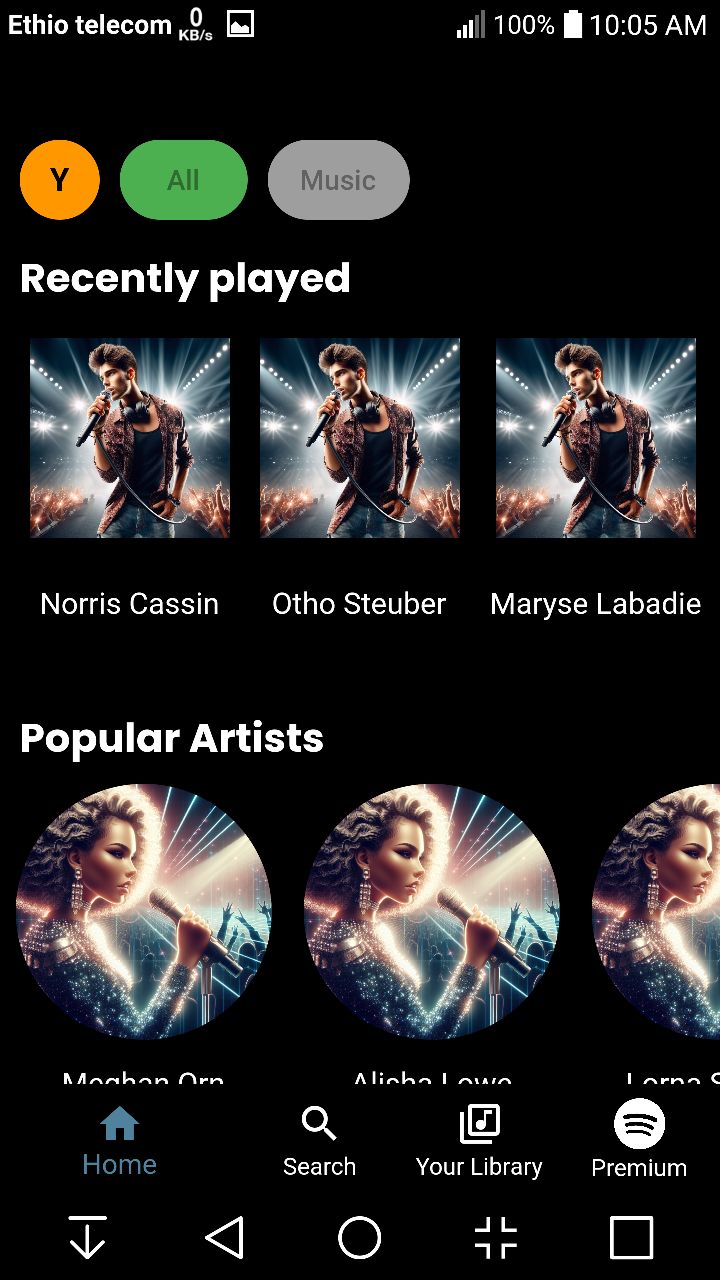 Ethio telecom 0 KB/s 100% 10:05 AM
Y All Music
Recently played
Norris Cassin Otho Steuber Maryse Labadie
Popular Artists
Meghan Orn Alisha Lowe Lorna
Home Search Your Library Premium